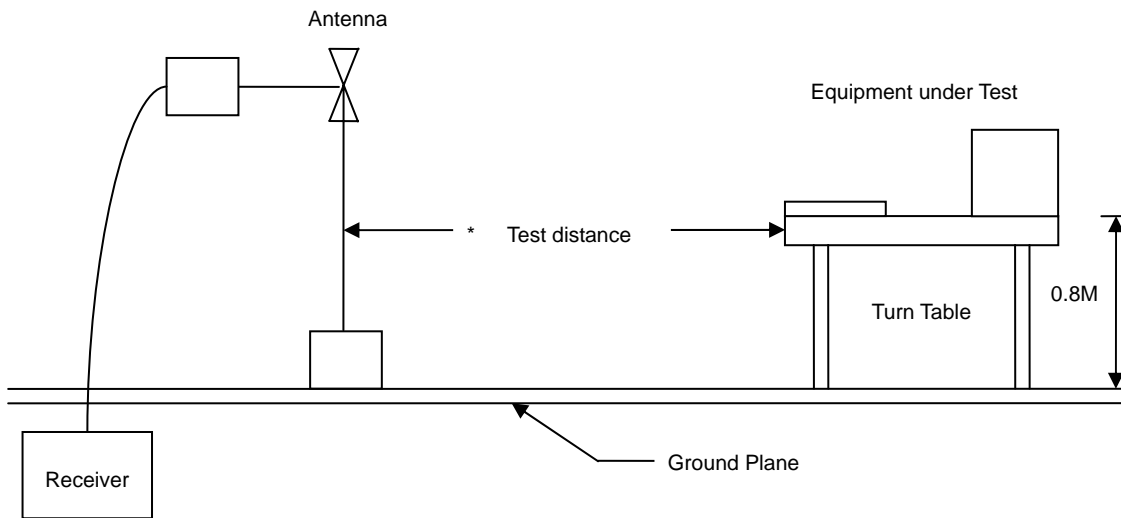 Antenna
Equipment under Test
* Test distance
0.8M
Turn Table
Ground Plane
Receiver